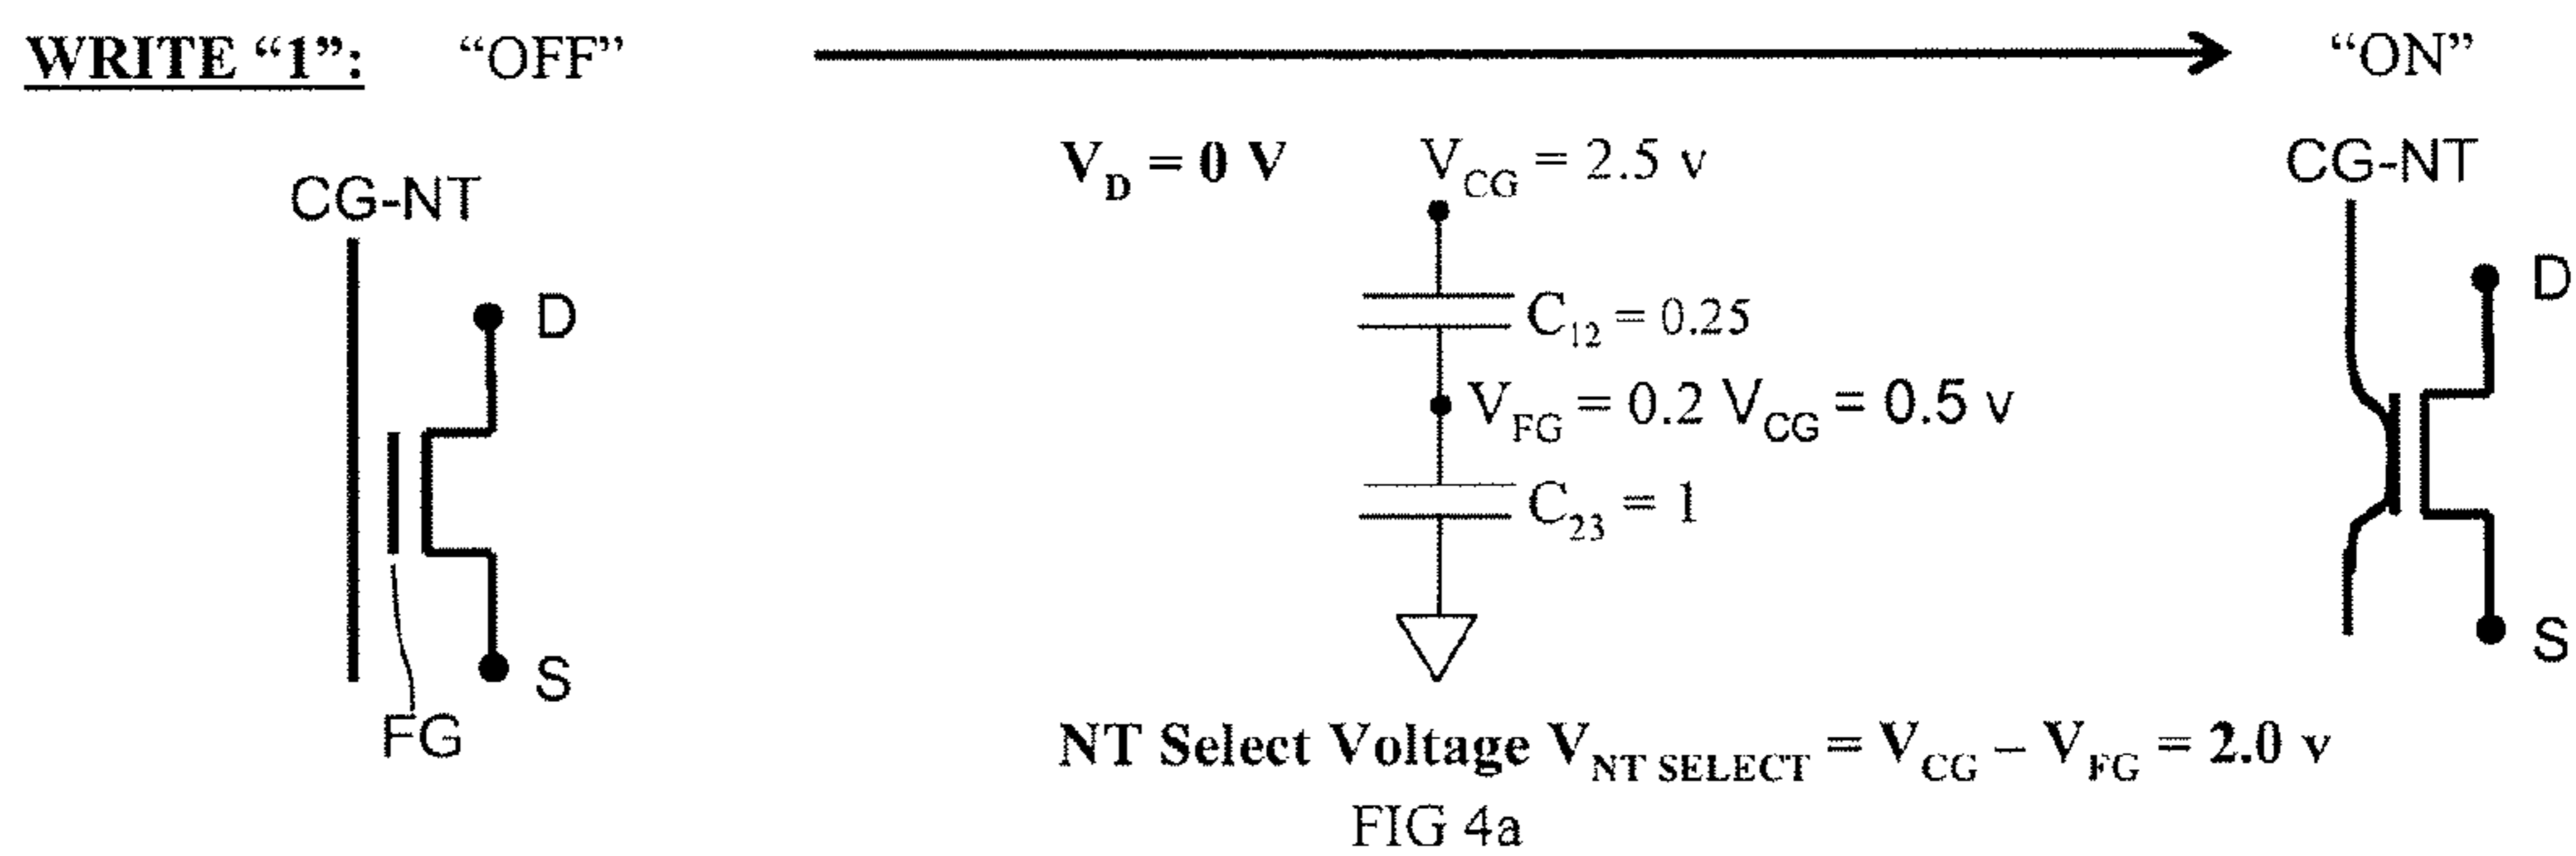 WRITE “1”: “OFF” “ON”
V_D = 0 V V_CG = 2.5 v
CG-NT
CG-NT
D
D
C_12 = 0.25
V_FG = 0.2 V_CG = 0.5 v
C_23 = 1
S
S
FG
NT Select Voltage V_NT SELECT = V_CG – V_FG = 2.0 v
FIG 4a